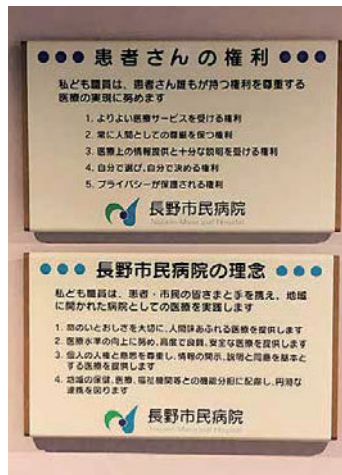 ●●● 患者さんの権利 ●●●
私ども職員は、患者さん誰もが持つ権利を尊重する
医療の実現に努めます
1. よりよい医療サービスを受ける権利
2. 常に人間としての尊厳を保つ権利
3. 医療上の情報提供と十分な説明を受ける権利
4. 自分で選び、自分で決める権利
5. プライバシーが保護される権利
長野市民病院
Nagano Municipal Hospital
●●● 長野市民病院の理念 ●●●
私ども職員は、患者・市民の皆さまと手を携え、地域
に開かれた病院としての医療を実践します
1. 命のいとおしさを大切に、人間味あふれる医療を提供します
2. 医療水準の向上に努め、高度で良質、安全な医療を提供します
3. 個人の人権と意思を尊重し、情報の開示、説明と同意を基本と
する医療を提供します
4. 地域の保健、医療、福祉機関等との機能分担に配慮し、円滑な
連携を図ります
長野市民病院
Nagano Municipal Hospital